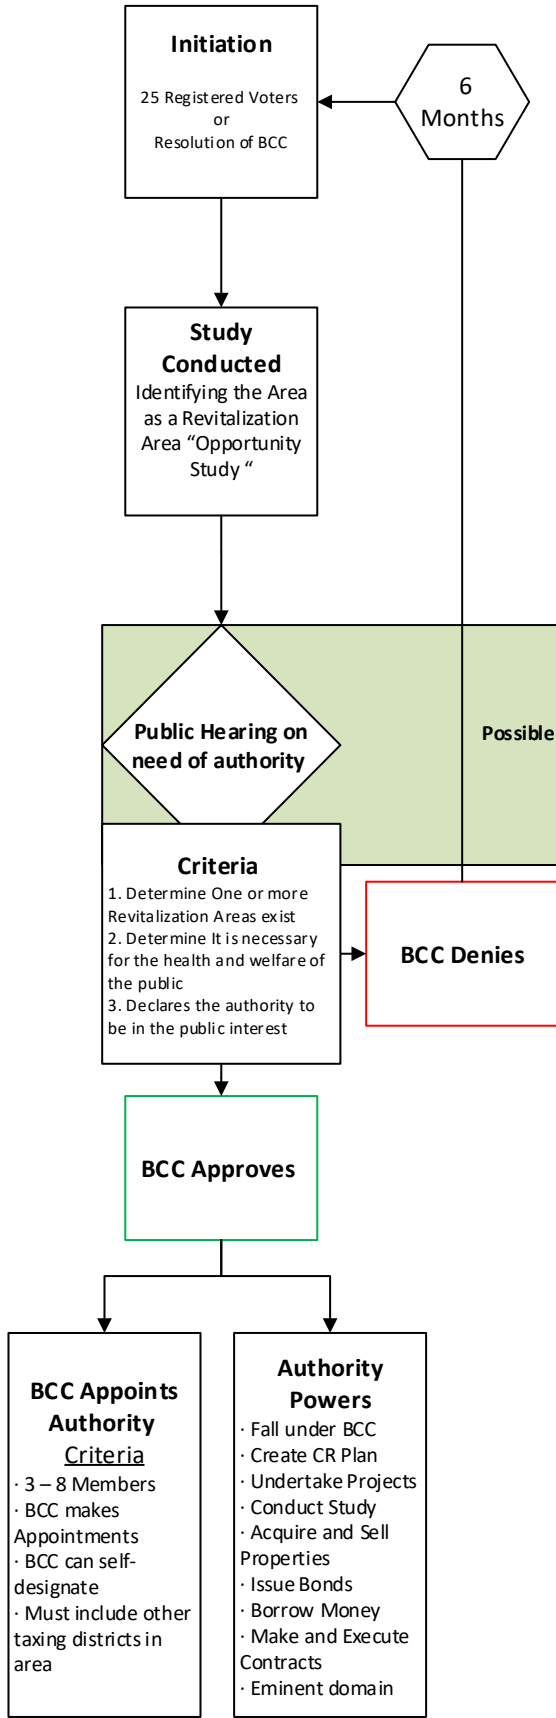 Initiation
25 Registered Voters
or
Resolution of BCC
6
Months
Study
Conducted
Identifying the Area
as a Revitalization
Area “Opportunity
Study “
Public Hearing on
need of authority
Possible
Criteria
1. Determine One or more
Revitalization Areas exist
2. Determine It is necessary
for the health and welfare of
the public
3. Declares the authority to
be in the public interest
BCC Denies
BCC Approves
BCC Appoints
Authority
Criteria
· 3 – 8 Members
· BCC makes
Appointments
· BCC can self-
designate
· Must include other
taxing districts in
area
Authority
Powers
· Fall under BCC
· Create CR Plan
· Undertake Projects
· Conduct Study
· Acquire and Sell
Properties
· Issue Bonds
· Borrow Money
· Make and Execute
Contracts
· Eminent domain